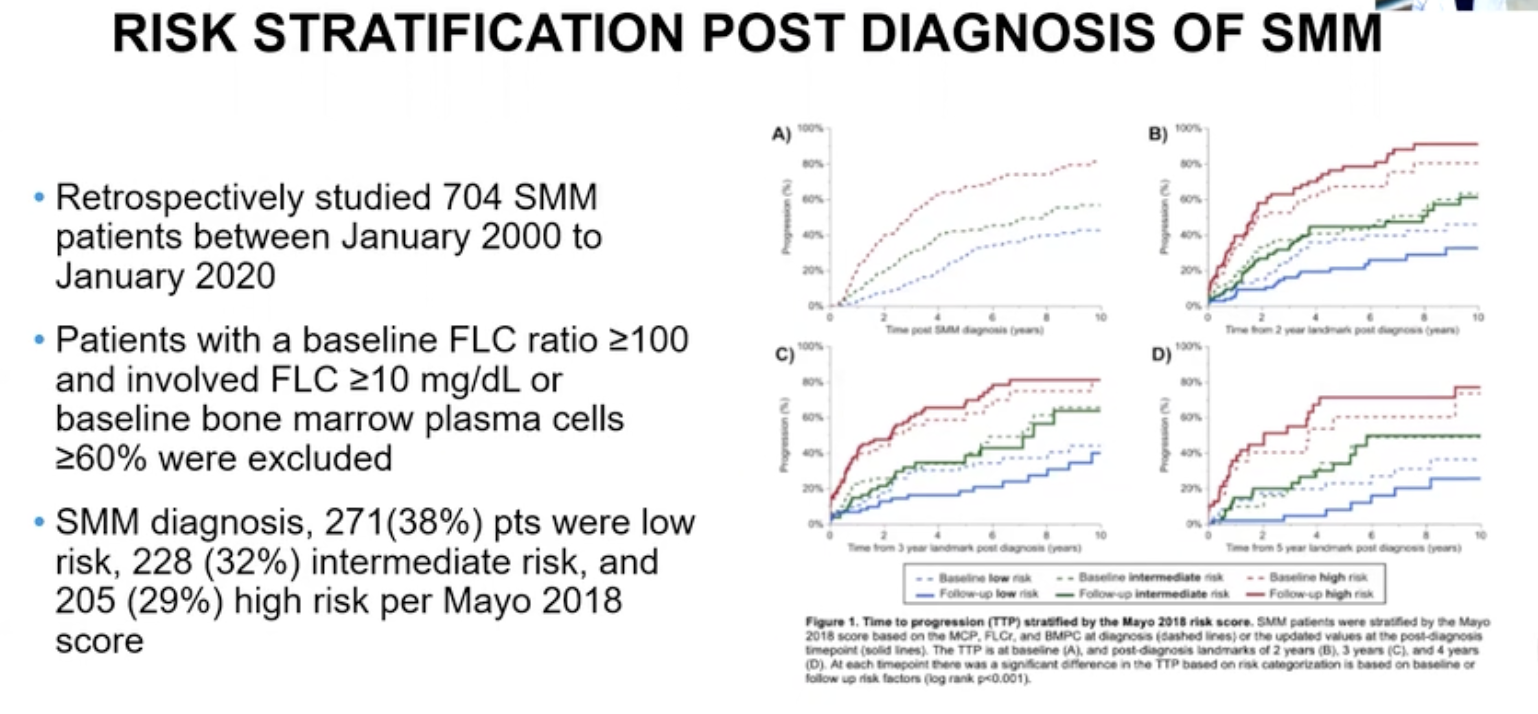 RISK STRATIFICATION POST DIAGNOSIS OF SMM
• Retrospectively studied 704 SMM
patients between January 2000 to
January 2020
• Patients with a baseline FLC ratio ≥100
and involved FLC ≥10 mg/dL or
baseline bone marrow plasma cells
≥60% were excluded
• SMM diagnosis, 271(38%) pts were low
risk, 228 (32%) intermediate risk, and
205 (29%) high risk per Mayo 2018
score
A)
100%
80%
60%
40%
20%
0%
Progression (%)
0 2 4 6 8 10
Time post SMM diagnosis (years)
B)
100%
80%
60%
40%
20%
0%
Progression (%)
0 2 4 6 8 10
Time from 2 year landmark post diagnosis (years)
C)
100%
80%
60%
40%
20%
0%
Progression (%)
0 2 4 6 8 10
Time from 3 year landmark post diagnosis (years)
D)
100%
80%
60%
40%
20%
0%
Progression (%)
0 2 4 6 8 10
Time from 5 year landmark post diagnosis (years)
Baseline low risk Baseline intermediate risk Baseline high risk
Follow-up low risk Follow-up intermediate risk Follow-up high risk
Figure 1. Time to progression (TTP) stratified by the Mayo 2018 risk score. SMM patients were stratified by the Mayo
2018 score based on the MCP, FLCr, and BMPC at diagnosis (dashed lines) or the updated values at the post-diagnosis
timepoint (solid lines). The TTP is at baseline (A), and post-diagnosis landmarks of 2 years (B), 3 years (C), and 4 years
(D). At each timepoint there was a significant difference in the TTP based on risk categorization is based on baseline or
follow up risk factors (log rank p<0.001).